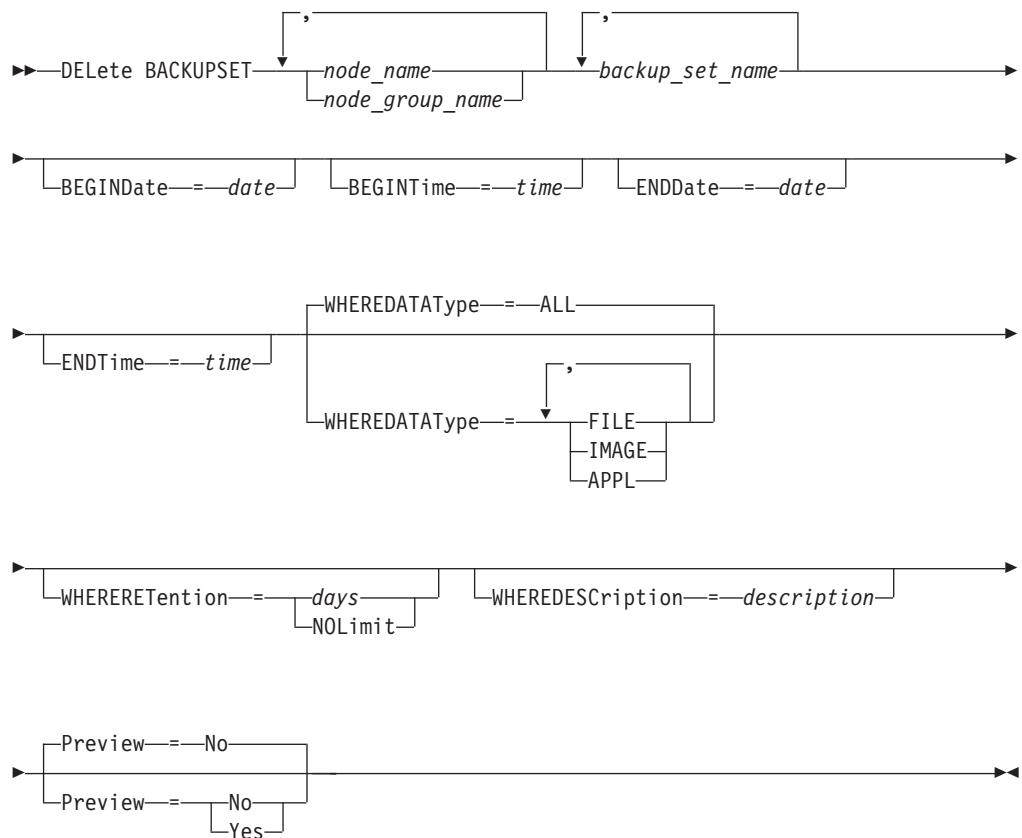 , ,
DELete BACKUPSET node_name backup_set_name
node_group_name
BEGINDate = date BEGINTime = time ENDDate = date
WHEREDATAType = ALL
ENDTime = time
,
WHEREDATAType = FILE
IMAGE
APPL
WHERERETention = days WHEREDESCription = description
NOLimit
Preview = No
Preview = No
Yes